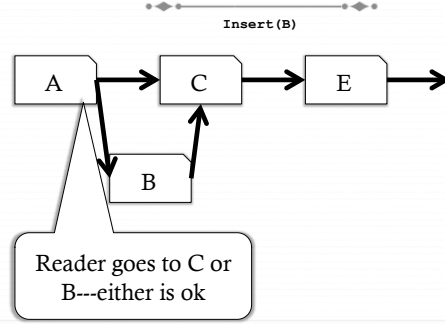 Insert(B)
A
C
E
B
Reader goes to C or
B---either is ok